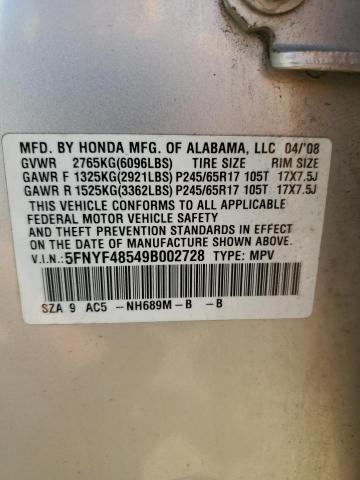 MFD. BY HONDA MFG. OF ALABAMA, LLC 04/'08
GVWR 2765KG(6096LBS) TIRE SIZE RIM SIZE
GAWR F 1325KG(2921LBS) P245/65R17 105T 17X7.5J
GAWR R 1525KG(3362LBS) P245/65R17 105T 17X7.5J
THIS VEHICLE CONFORMS TO ALL APPLICABLE
FEDERAL MOTOR VEHICLE SAFETY
AND THEFT PREVENTION STANDARDS IN EFFECT
ON THE DATE OF MANUFACTURE SHOWN ABOVE.
V.I.N.:5FNYF48549B002728 TYPE: MPV
SZA 9 AC5 -NH689M-B -B